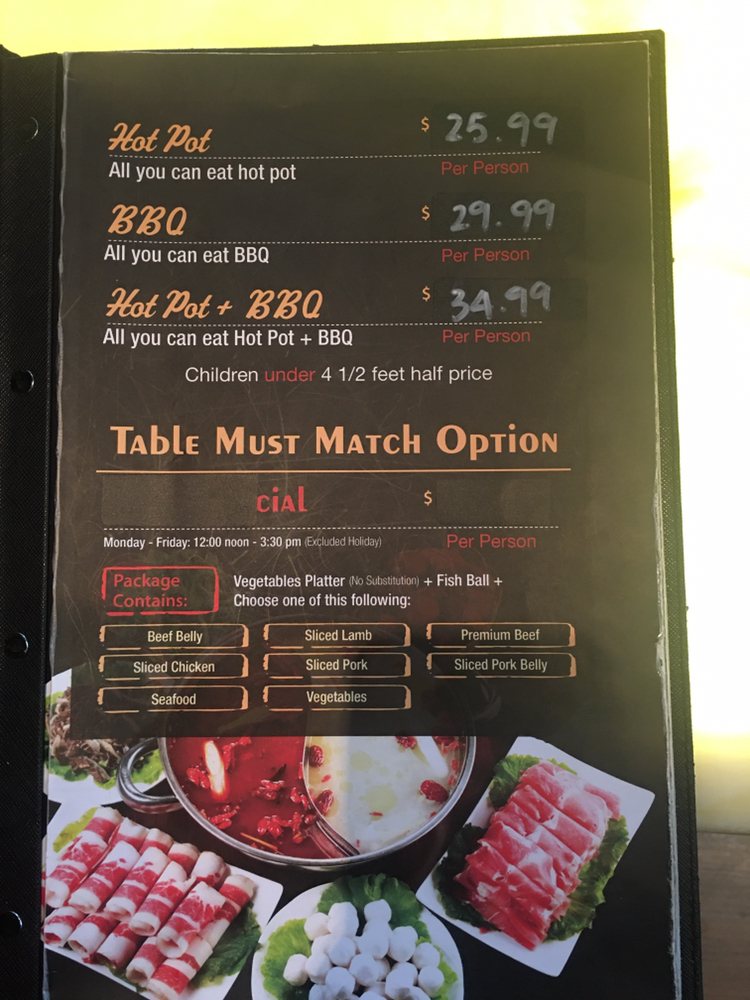 Hot Pot $ 25.99
All you can eat hot pot Per Person
BBQ $ 29.99
All you can eat BBQ Per Person
Hot Pot + BBQ $ 34.99
All you can eat Hot Pot + BBQ Per Person
Children under 4 1/2 feet half price
Table Must Match Option
cial $
Monday - Friday: 12:00 noon - 3:30 pm (Excluded Holiday) Per Person
Package Vegetables Platter (No Substitution) + Fish Ball +
Contains: Choose one of this following:
Beef Belly Sliced Lamb Premium Beef
Sliced Chicken Sliced Pork Sliced Pork Belly
Seafood Vegetables